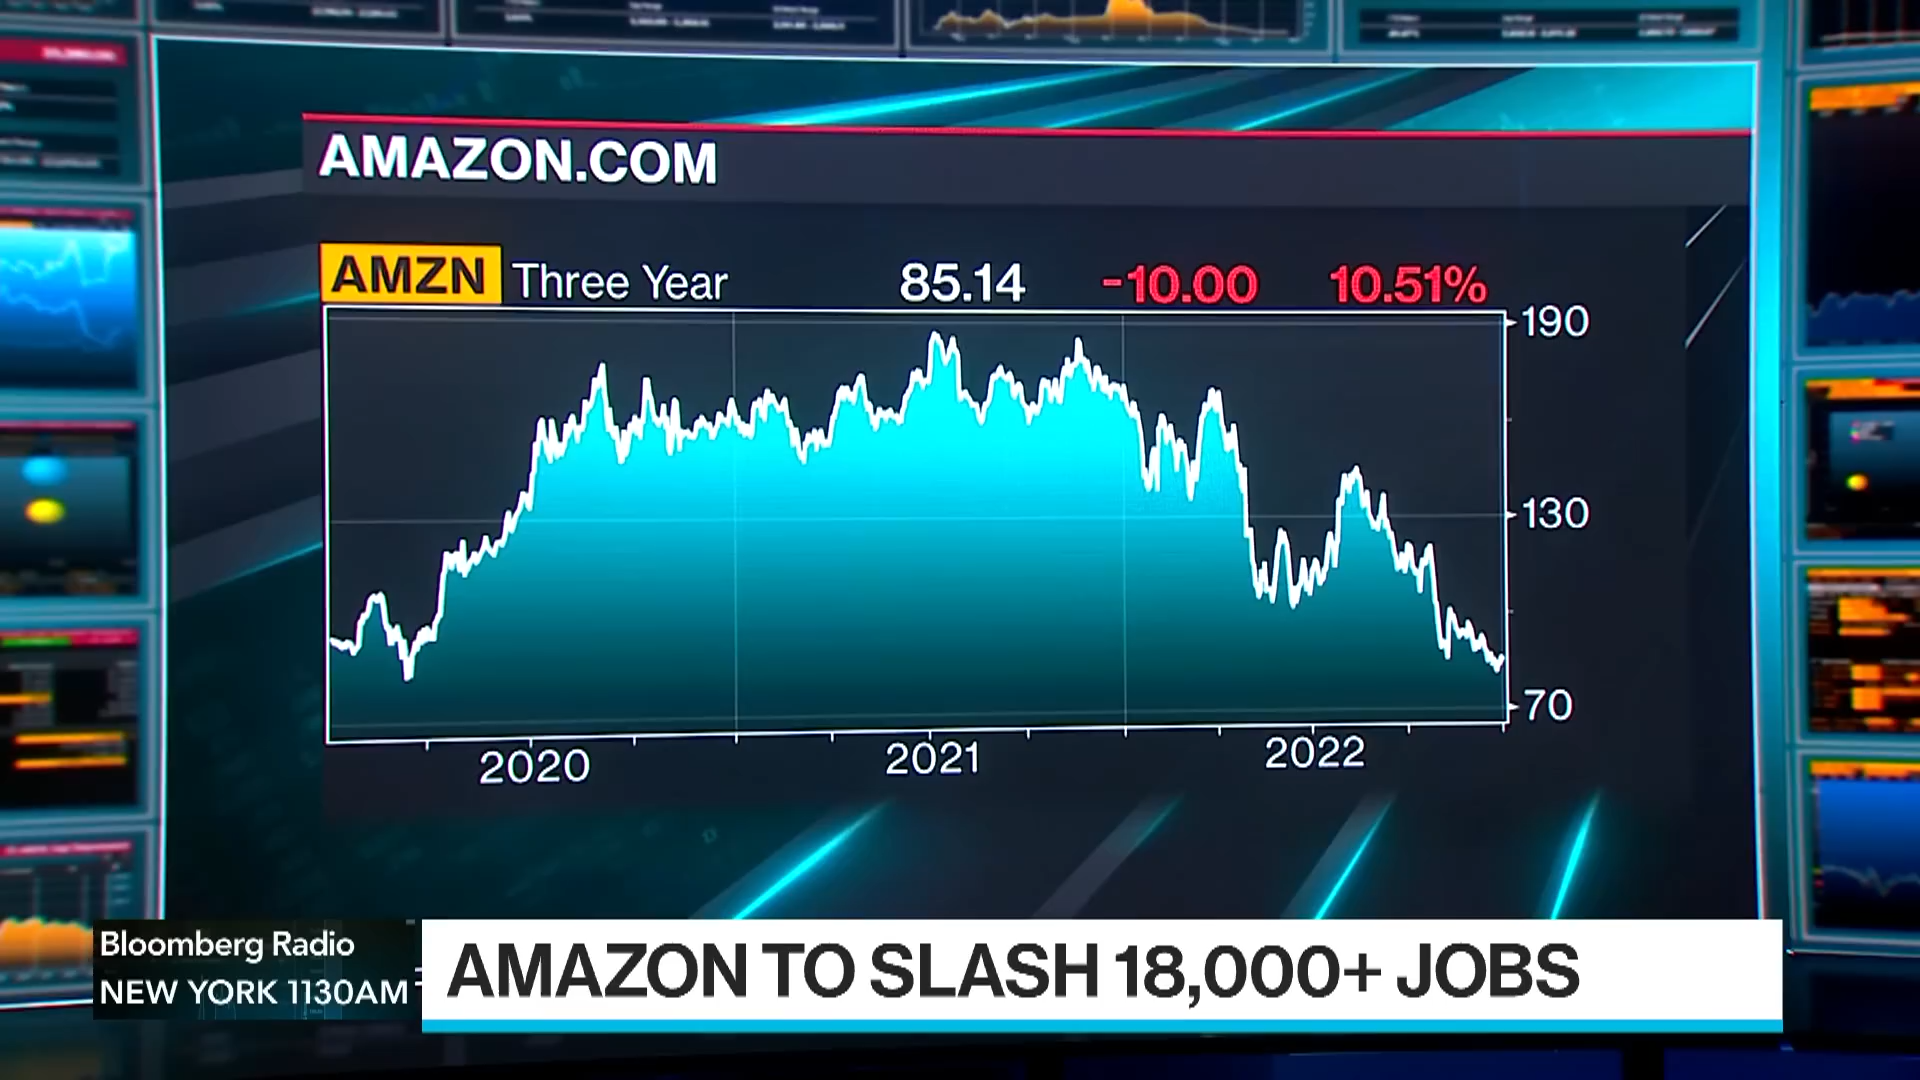 AMAZON.COM
AMZN Three Year 85.14 -10.00 10.51%
190
130
70
2020 2021 2022
Bloomberg Radio
NEW YORK 1130AM
AMAZON TO SLASH 18,000+ JOBS